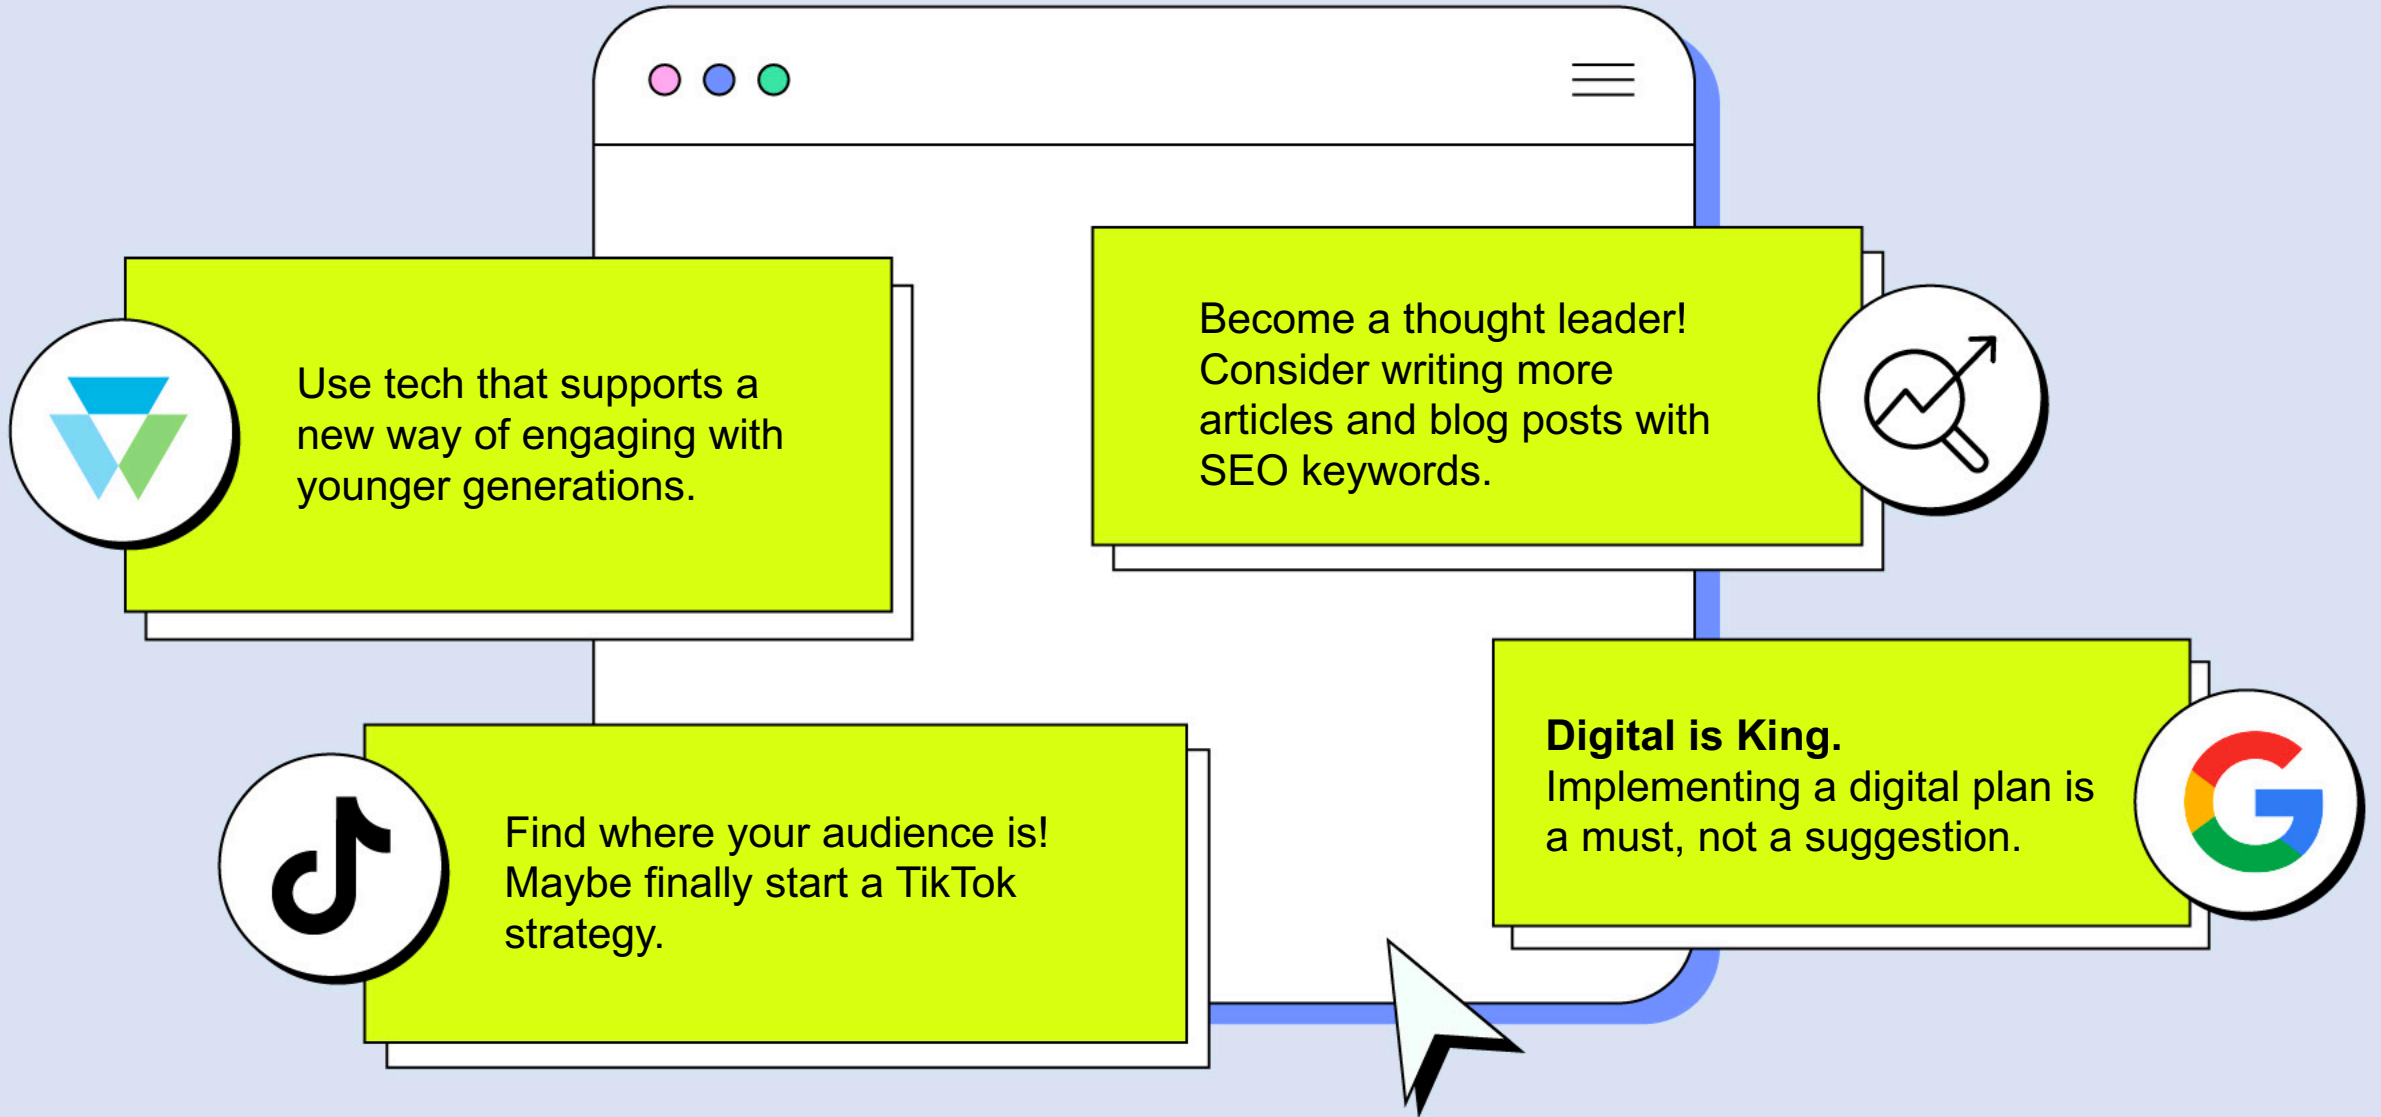 Use tech that supports a
new way of engaging with
younger generations.
Become a thought leader!
Consider writing more
articles and blog posts with
SEO keywords.
Find where your audience is!
Maybe finally start a TikTok
strategy.
Digital is King.
Implementing a digital plan is
a must, not a suggestion.